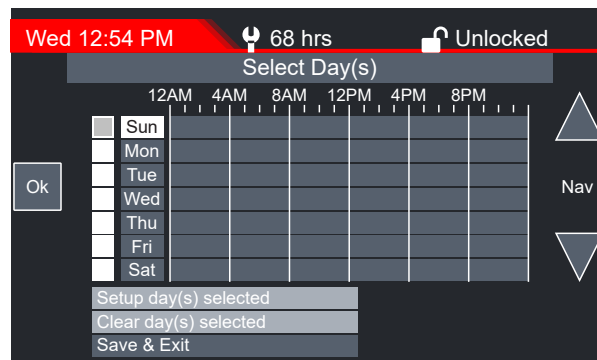 Wed 12:54 PM 68 hrs Unlocked
Select Day(s)
12AM 4AM 8AM 12PM 4PM 8PM
Sun
Mon
Tue
Ok
Wed
Nav
Thu
Fri
Sat
Setup day(s) selected
Clear day(s) selected
Save & Exit